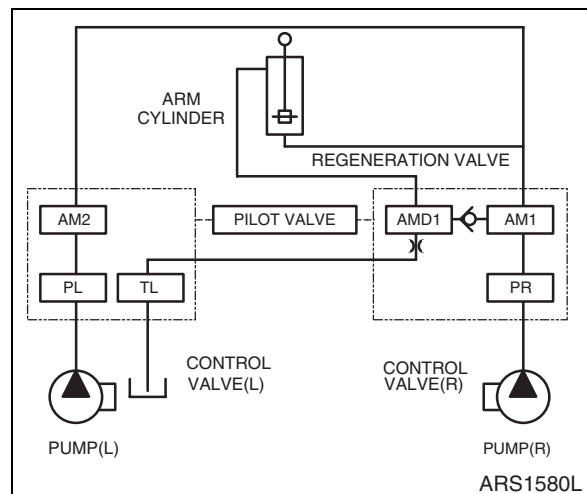 ARM
CYLINDER
REGENERATION VALVE
AM2
PILOT VALVE
AMD1
AM1
PL
TL
PR
CONTROL
VALVE(L)
CONTROL
VALVE(R)
PUMP(L)
PUMP(R)
ARS1580L